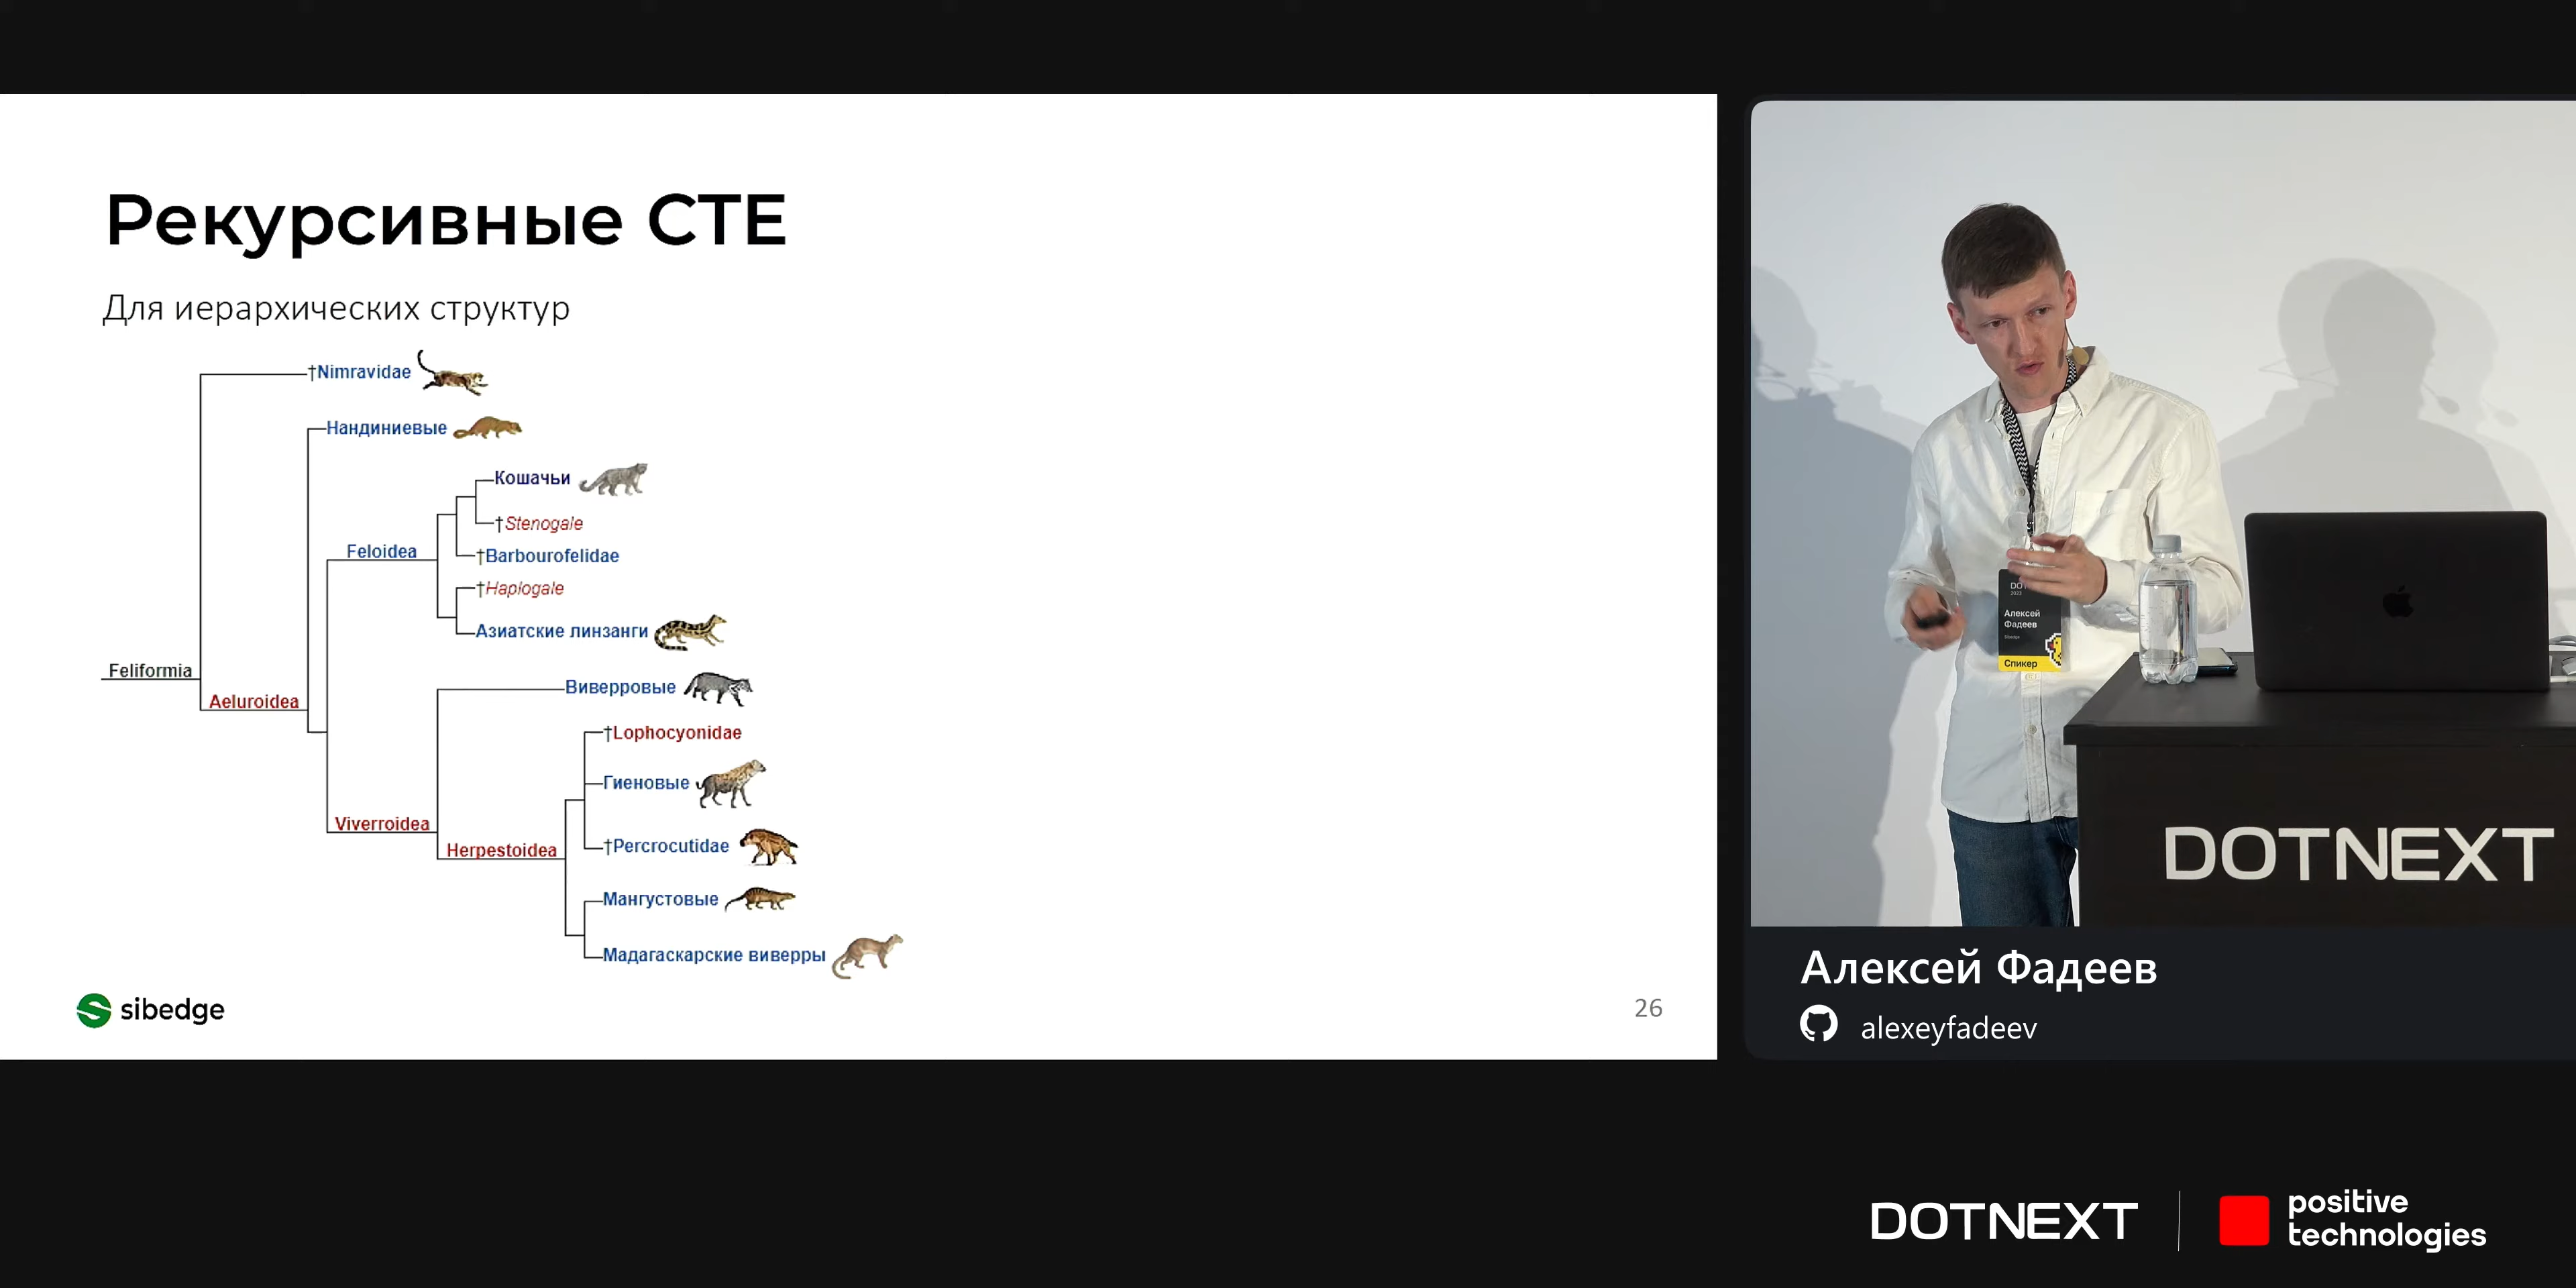 Рекурсивные CTE
Для иерархических структур
†Nimravidae
Нандиниевые
Кошачьи
†Stenogale
Feloidea
†Barbourofelidae
†Haplogale
Азиатские линзанги
Feliformia
Виверровые
Aeluroidea
†Lophocyonidae
Гиеновые
Viverroidea
†Percrocutidae
Herpestoidea
Мангустовые
Мадагаскарские виверры
sibedge
26
Алексей
Фадеев
Спикер
DOTNEXT
Алексей Фадеев
alexeyfadeev
DOTNEXT
positive
technologies